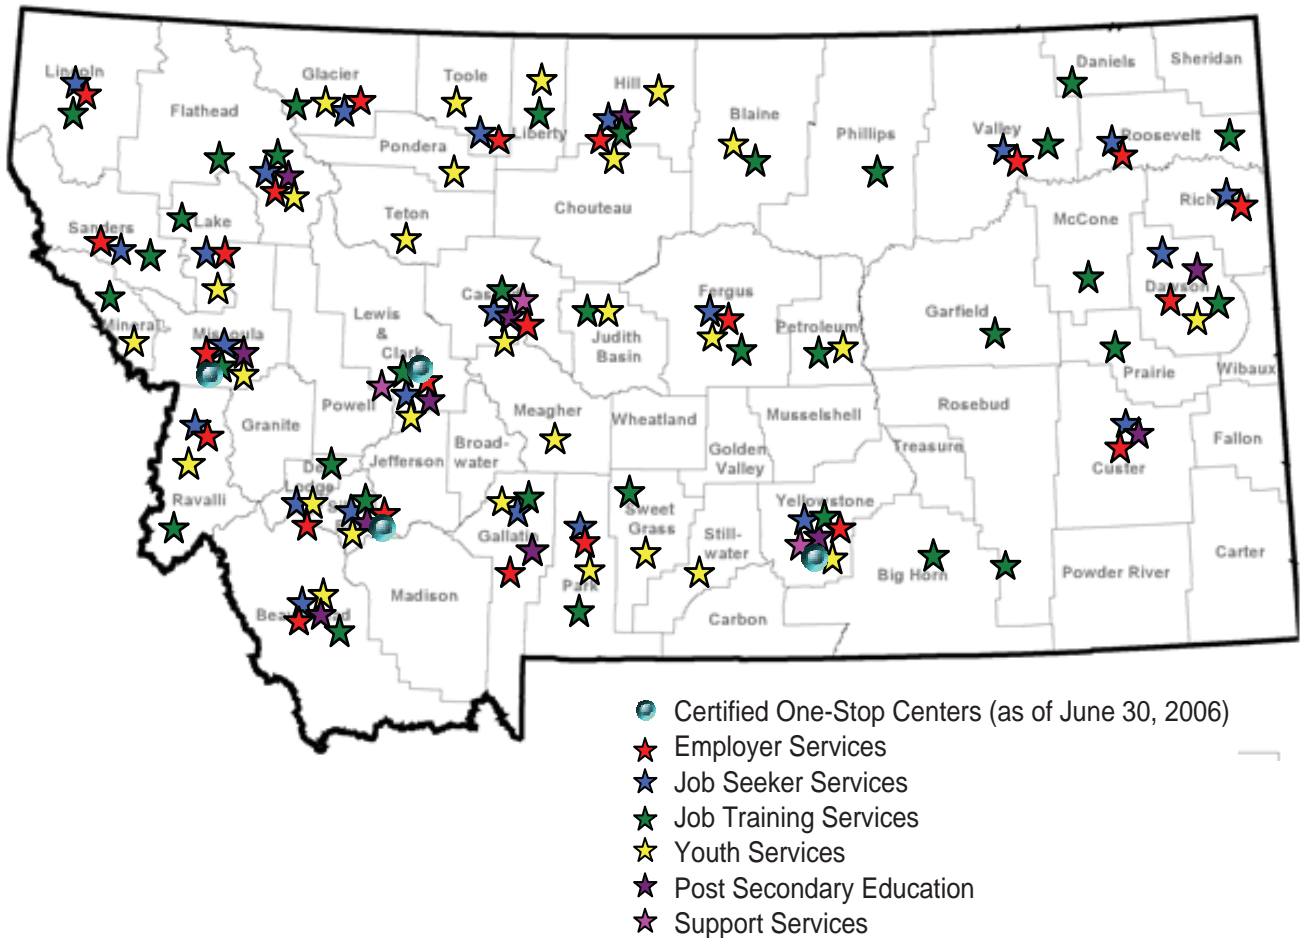 Lincoln
Flathead
Glacier
Toole
Liberty
Hill
Blaine
Phillips
Valley
Daniels
Sheridan
Roosevelt
Pondera
Teton
Chouteau
McCone
Sanders
Lake
Mineral
Missoula
Lewis
&
Clark
Fergus
Judith
Basin
Petroleum
Garfield
Dawson
Prairie
Wibaux
Powell
Granite
Meagher
Wheatland
Musselshell
Rosebud
Treasure
Custer
Fallon
Broad-
water
Jefferson
Golden
Valley
Ravalli
Gallatin
Park
Sweet
Grass
Still-
water
Yellowstone
Big Horn
Powder River
Carter
Madison
Carbon
Certified One-Stop Centers (as of June 30, 2006)
Employer Services
Job Seeker Services
Job Training Services
Youth Services
Post Secondary Education
Support Services